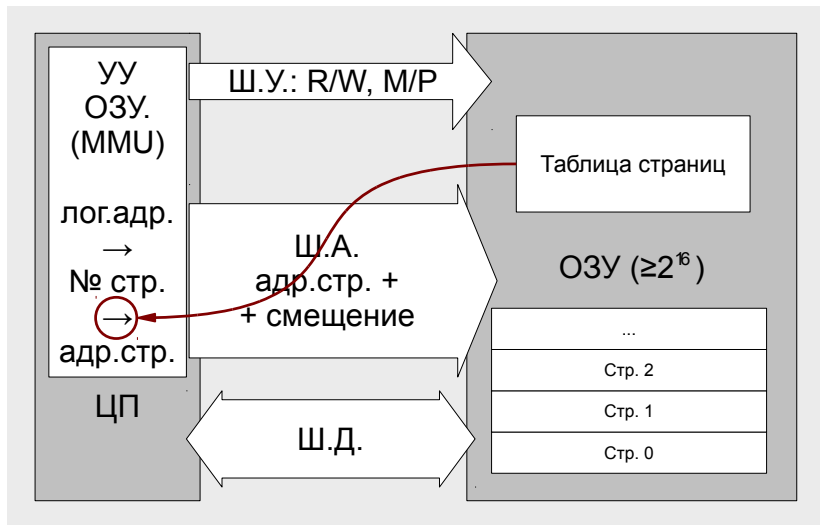 УУ
ОЗУ.
(MMU)
лог.адр.
→
№ стр.
→
адр.стр.
ЦП
Ш.У.: R/W, M/P
Ш.А.
адр.стр. +
+ смещение
Ш.Д.
Таблица страниц
ОЗУ (≥2¹⁶)
...
Стр. 2
Стр. 1
Стр. 0